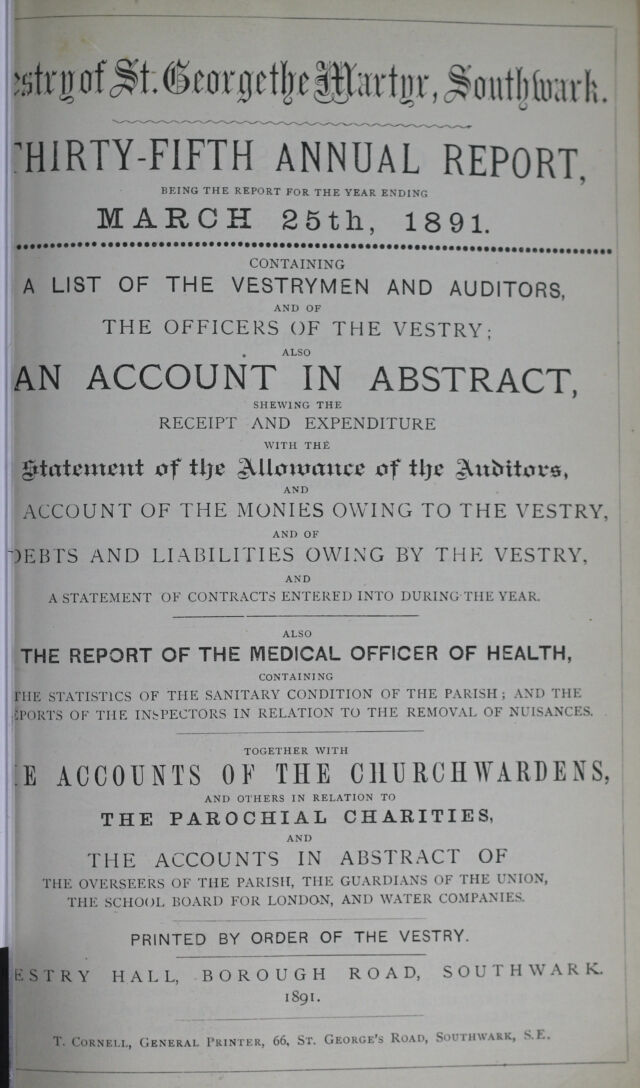 estry of St. George the Martyr, Southwark.
THIRTY-FIFTH ANNUAL REPORT,
BEING THE REPORT FOR THE YEAR ENDING
MARCH 25th, 1891.
CONTAINING
A LIST OF THE VESTRYMEN AND AUDITORS,
AND OF
THE OFFICERS OF THE VESTRY;
ALSO
AN ACCOUNT IN ABSTRACT,
SHEWING THE
RECEIPT AND EXPENDITURE
WITH THE
Statement of the Allowance of the Auditors,
AND
ACCOUNT OF THE MONIES OWING TO THE VESTRY,
AND OF
DEBTS AND LIABILITIES OWING BY THE VESTRY,
AND
A STATEMENT OF CONTRACTS ENTERED INTO DURING THE YEAR.
ALSO
THE REPORT OF THE MEDICAL OFFICER OF HEALTH,
CONTAINING
THE STATISTICS OF THE SANITARY CONDITION OF THE PARISH; AND THE
EPORTS OF THE INSPECTORS IN RELATION TO THE REMOVAL OF NUISANCES.
TOGETHER WITH
E ACCOUNTS OF THE CHURCHWARDENS,
AND OTHERS IN RELATION TO
THE PAROCHIAL CHARITIES,
AND
THE ACCOUNTS IN ABSTRACT OF
THE OVERSEERS OF THE PARISH, THE GUARDIANS OF THE UNION,
THE SCHOOL BOARD FOR LONDON, AND WATER COMPANIES.
PRINTED BY ORDER OF THE VESTRY.
ESTRY HALL, BOROUGH ROAD, SOUTHWARK.
1891.
T. CORNELL, GENERAL PRINTER, 66, ST. GEORGE'S ROAD, SOUTHWARK, S.E.